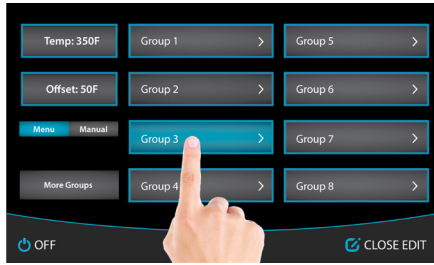 Temp: 350F
Group 1
Group 5
Offset: 50F
Group 2
Group 6
Menu Manual
Group 3
Group 7
More Groups
Group 4
Group 8
OFF
CLOSE EDIT